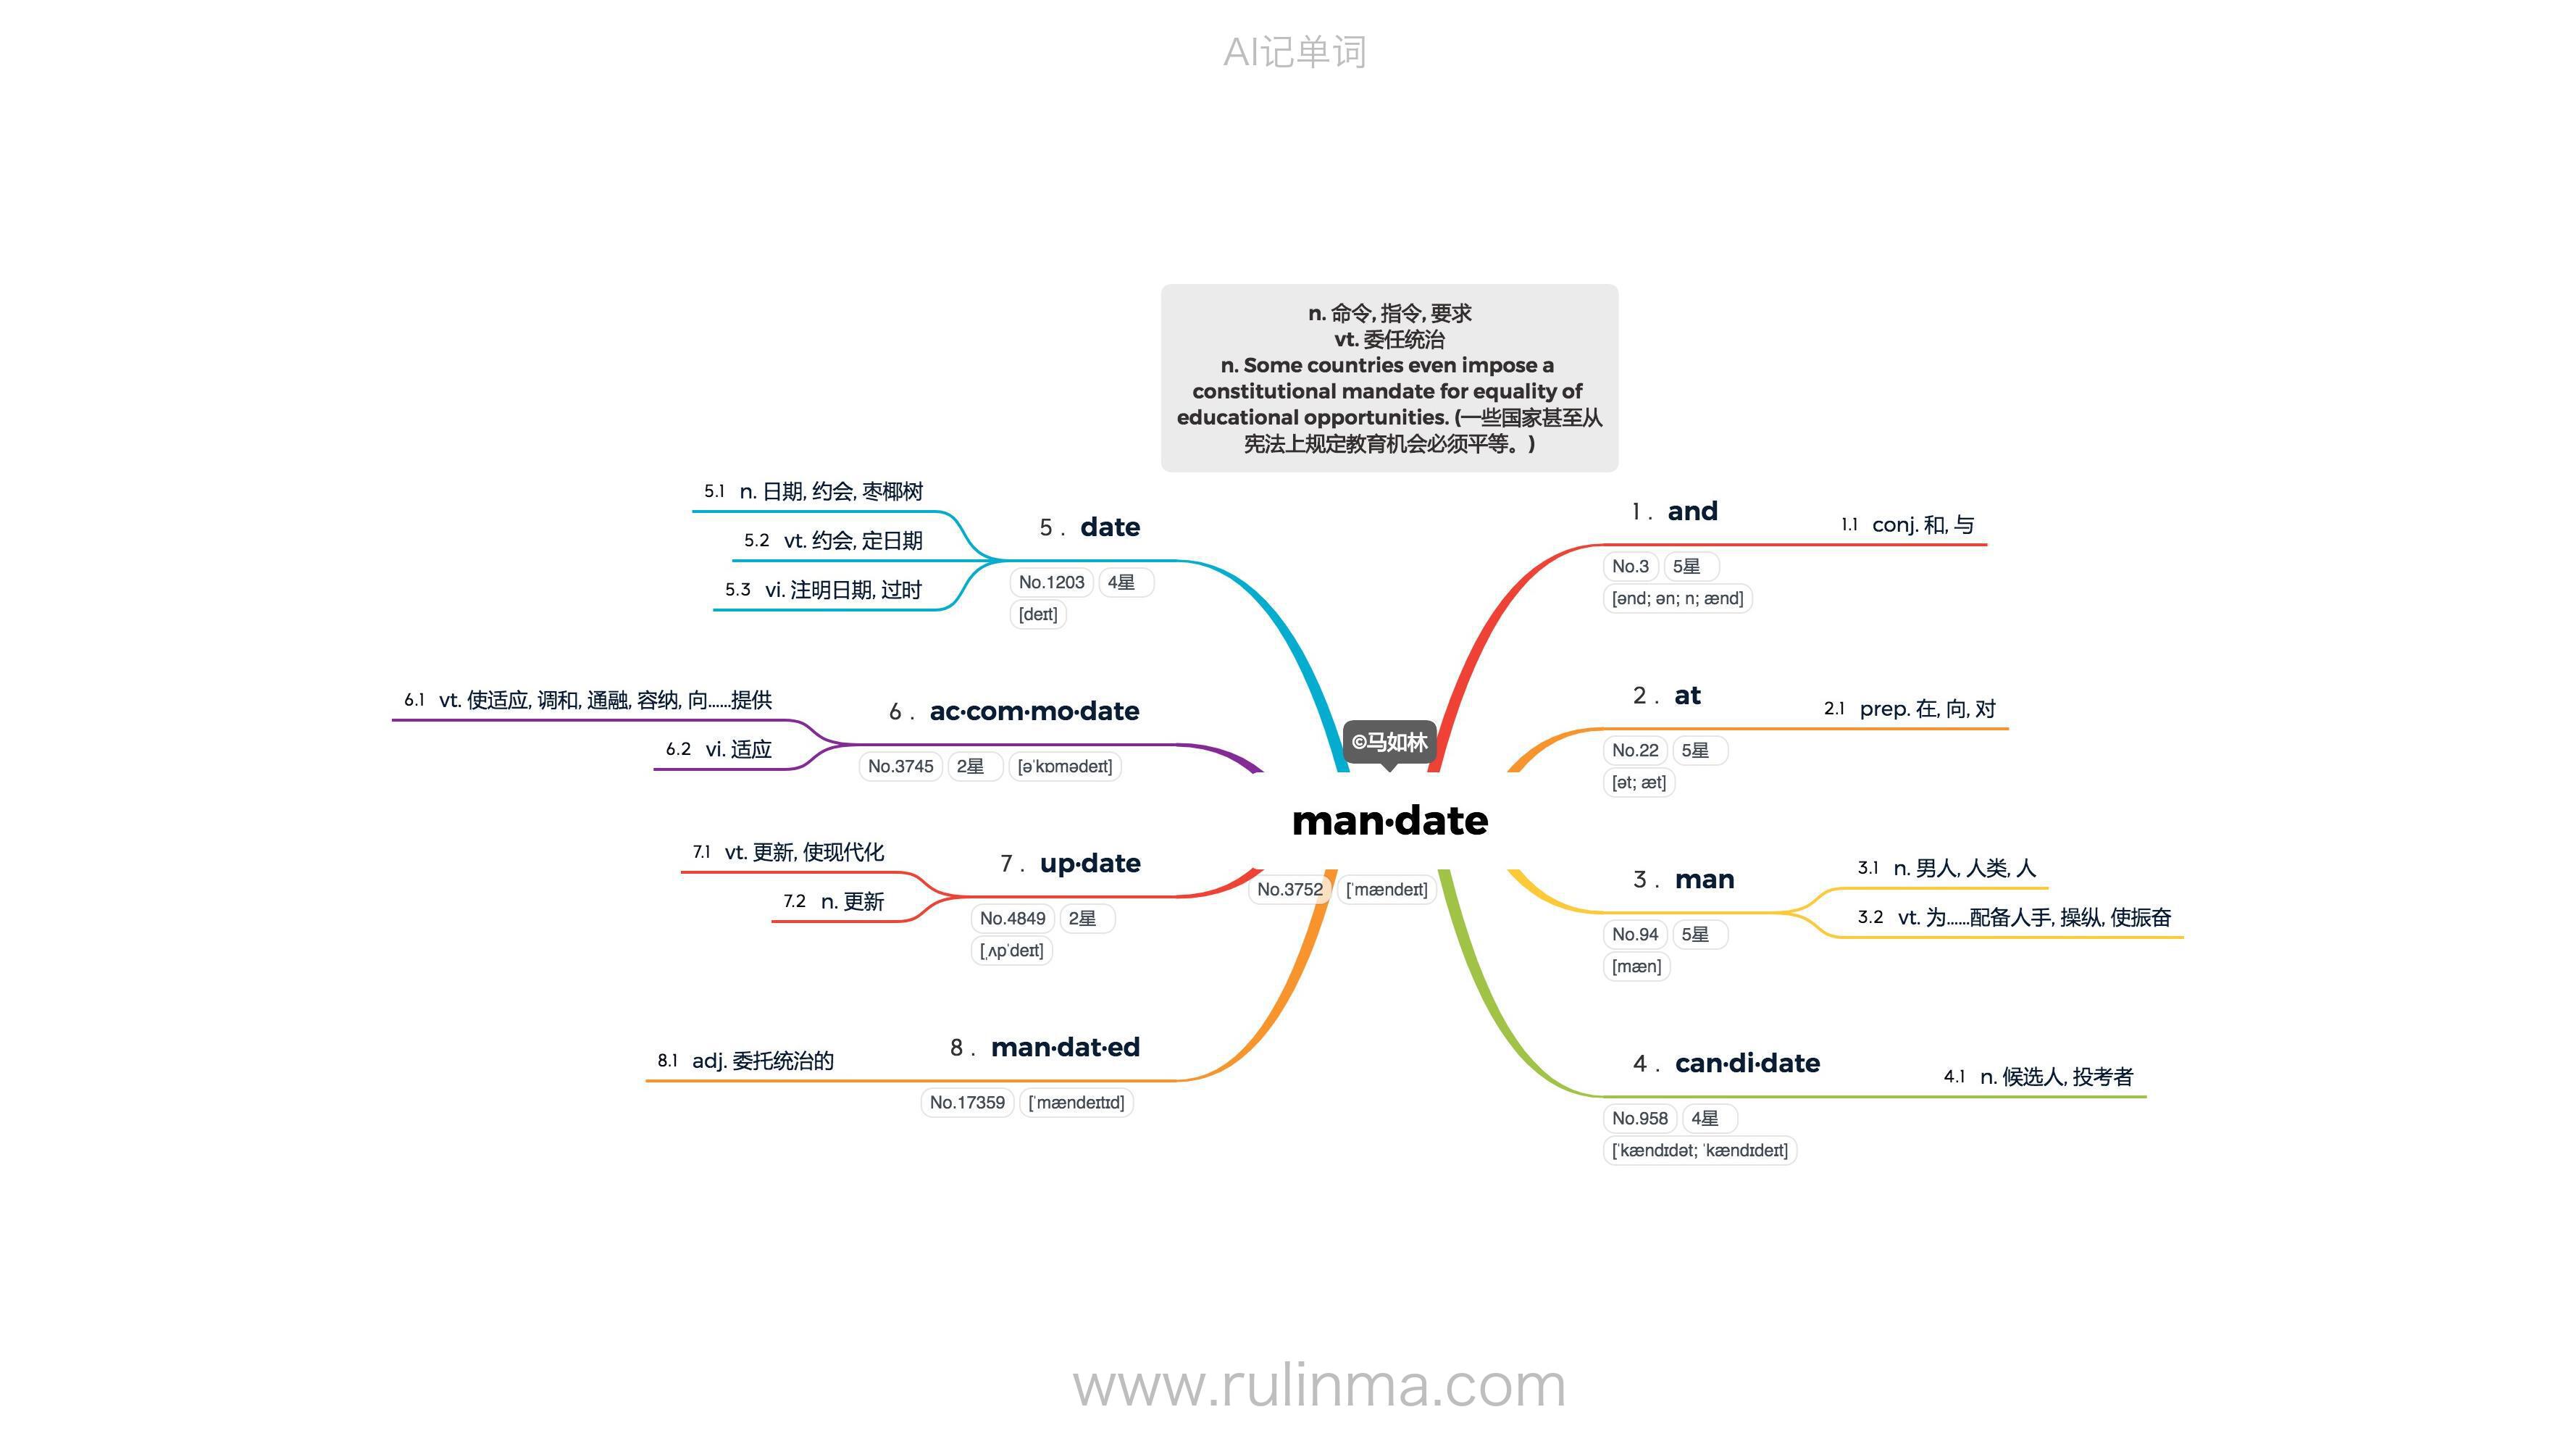 AI记单词
n. 命令, 指令, 要求
vt. 委任统治
n. Some countries even impose a
constitutional mandate for equality of
educational opportunities. (一些国家甚至从
宪法上规定教育机会必须平等。)
©马如林
man·date
No.3752 [ˈmændeɪt]
1 . and
No.3 5星
[ənd; ən; n; ænd]
1.1 conj. 和, 与
2 . at
No.22 5星
[ət; æt]
2.1 prep. 在, 向, 对
3 . man
No.94 5星
[mæn]
3.1 n. 男人, 人类, 人
3.2 vt. 为……配备人手, 操纵, 使振奋
4 . can·di·date
No.958 4星
[ˈkændɪdət; ˈkændɪdeɪt]
4.1 n. 候选人, 投考者
5 . date
No.1203 4星
[deɪt]
5.1 n. 日期, 约会, 枣椰树
5.2 vt. 约会, 定日期
5.3 vi. 注明日期, 过时
6 . ac·com·mo·date
No.3745 2星 [əˈkɒmədeɪt]
6.1 vt. 使适应, 调和, 通融, 容纳, 向……提供
6.2 vi. 适应
7 . up·date
No.4849 2星
[ˌʌpˈdeɪt]
7.1 vt. 更新, 使现代化
7.2 n. 更新
8 . man·dat·ed
No.17359 [ˈmændeɪtɪd]
8.1 adj. 委托统治的
www.rulinma.com